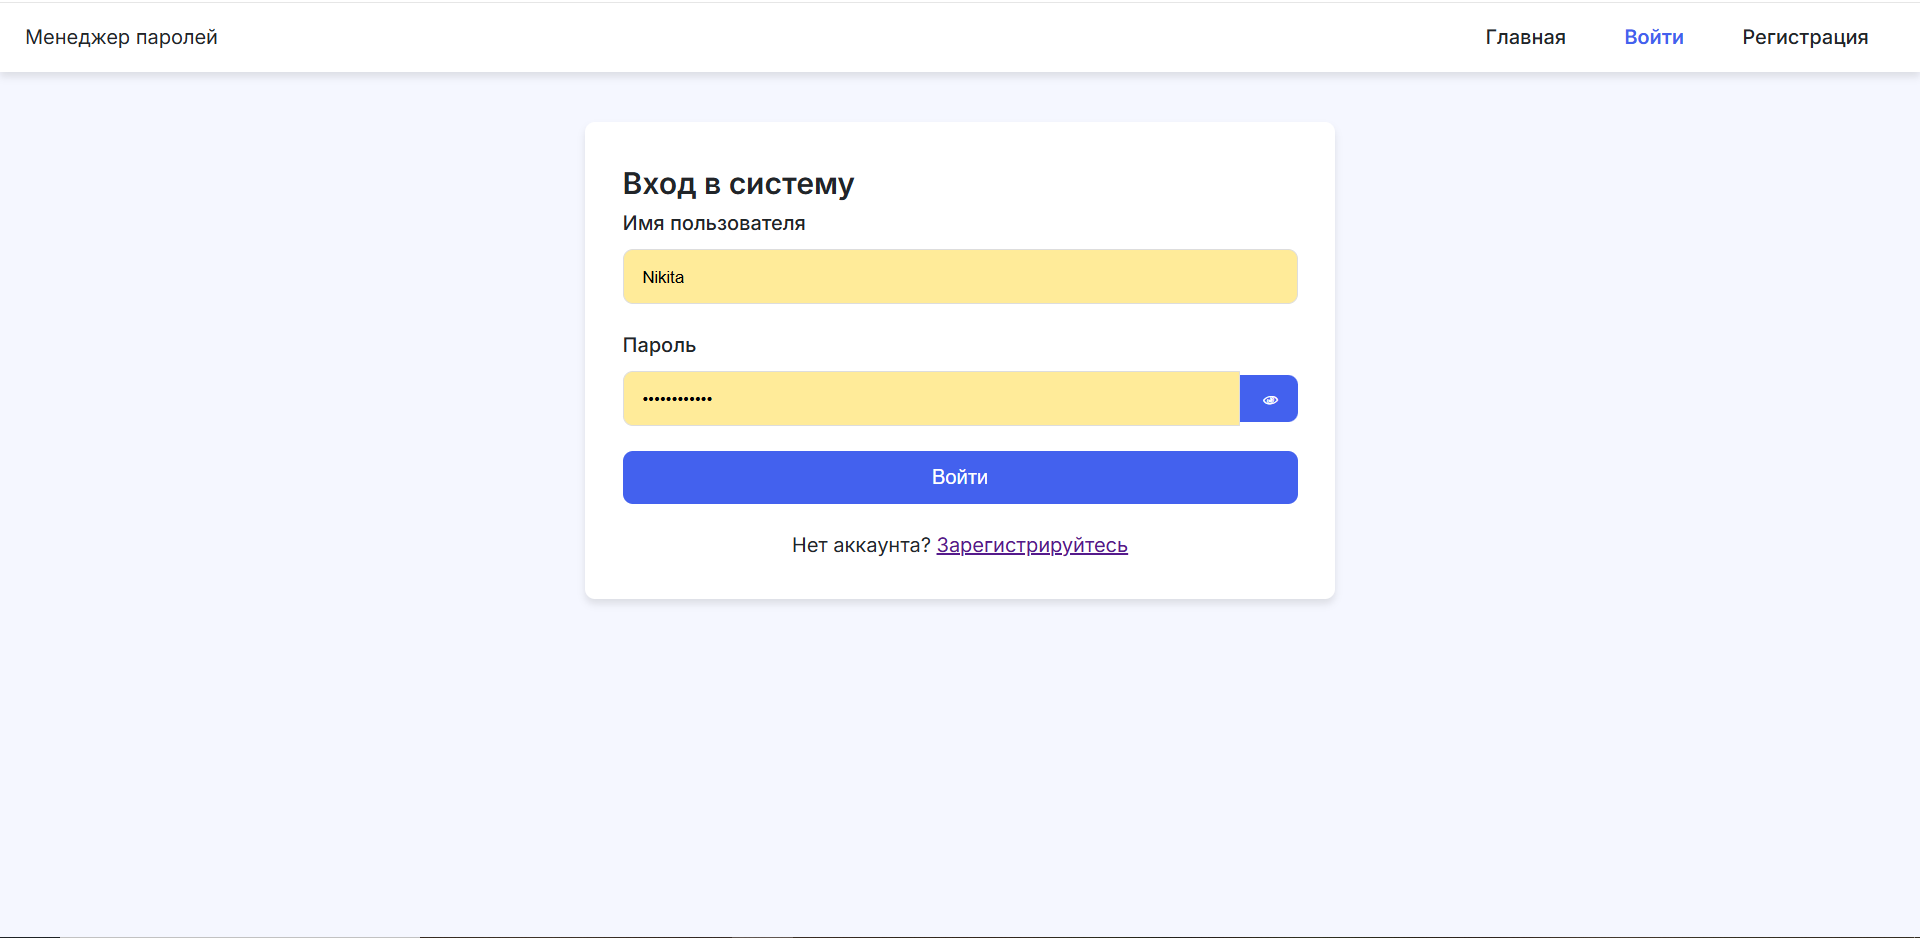 Менеджер паролей
Главная Войти Регистрация
Вход в систему
Имя пользователя
Nikita
Пароль
••••••••••••
Войти
Нет аккаунта? Зарегистрируйтесь